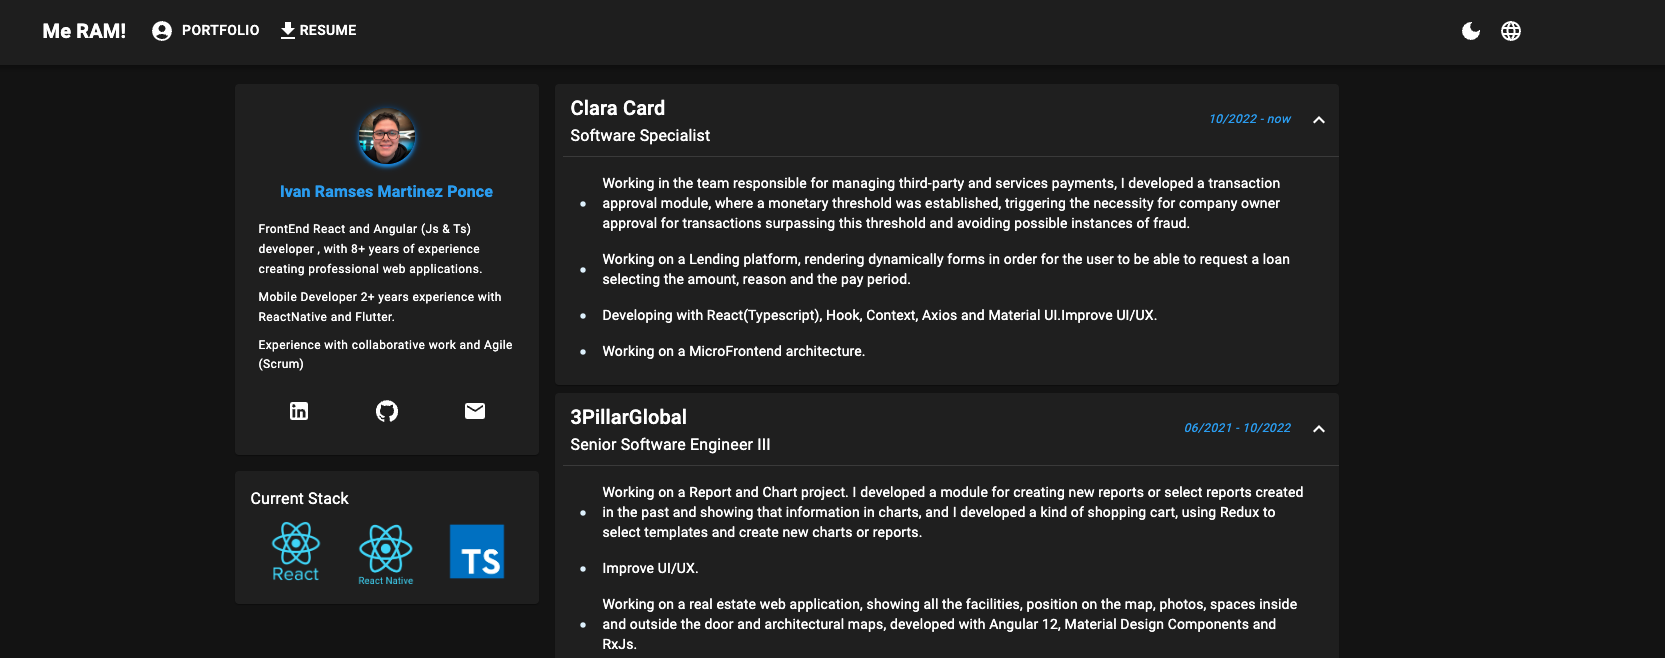 Me RAM!
PORTFOLIO
RESUME
Ivan Ramses Martinez Ponce
FrontEnd React and Angular (Js & Ts)
developer , with 8+ years of experience
creating professional web applications.
Mobile Developer 2+ years experience with
ReactNative and Flutter.
Experience with collaborative work and Agile
(Scrum)
in
Current Stack
React
React Native
TS
Clara Card
Software Specialist
10/2022 - now
Working in the team responsible for managing third-party and services payments, I developed a transaction
approval module, where a monetary threshold was established, triggering the necessity for company owner
approval for transactions surpassing this threshold and avoiding possible instances of fraud.
Working on a Lending platform, rendering dynamically forms in order for the user to be able to request a loan
selecting the amount, reason and the pay period.
Developing with React(Typescript), Hook, Context, Axios and Material UI.Improve UI/UX.
Working on a MicroFrontend architecture.
3PillarGlobal
Senior Software Engineer III
06/2021 - 10/2022
Working on a Report and Chart project. I developed a module for creating new reports or select reports created
in the past and showing that information in charts, and I developed a kind of shopping cart, using Redux to
select templates and create new charts or reports.
Improve UI/UX.
Working on a real estate web application, showing all the facilities, position on the map, photos, spaces inside
and outside the door and architectural maps, developed with Angular 12, Material Design Components and
RxJs.